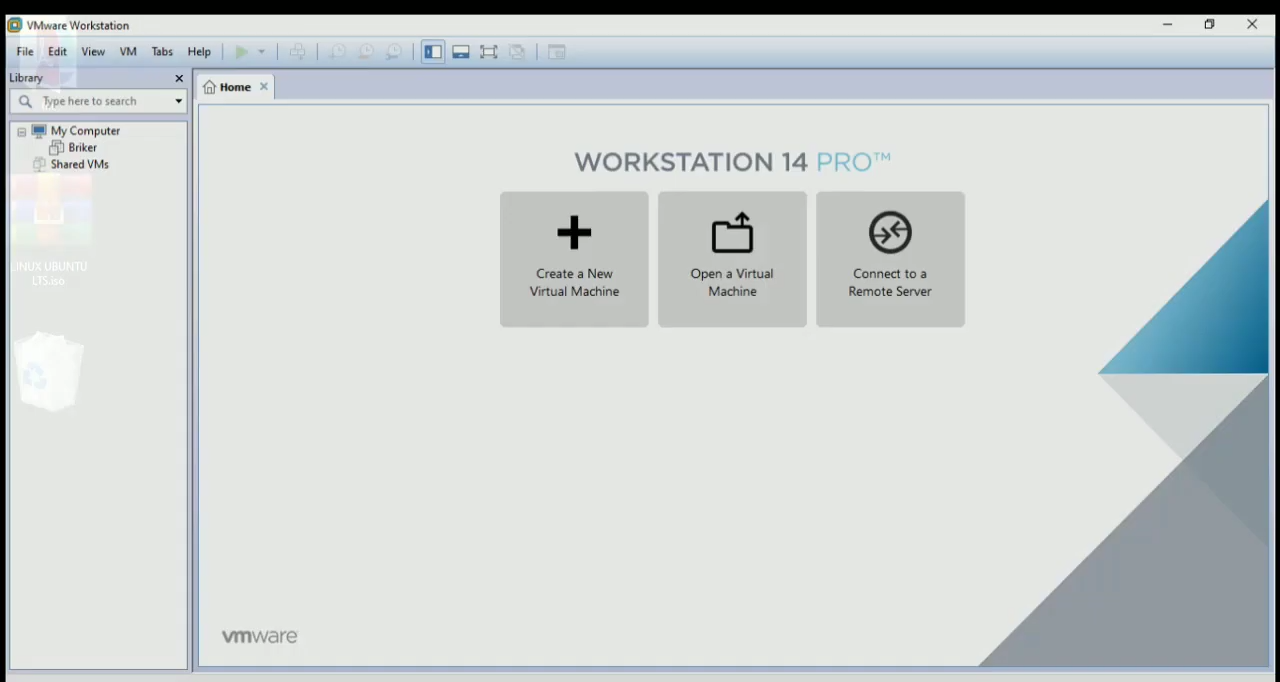 VMware Workstation
File Edit View VM Tabs Help
Library
Type here to search
Home
My Computer
Briker
Shared VMs
LINUX UBUNTU
LTS.iso
WORKSTATION 14 PRO™
Create a New
Virtual Machine
Open a Virtual
Machine
Connect to a
Remote Server
vmware